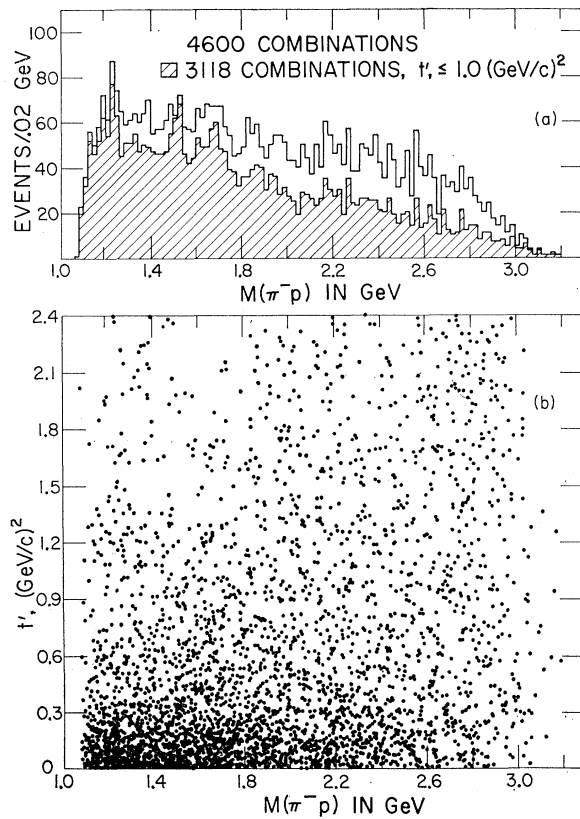 4600 COMBINATIONS
3118 COMBINATIONS, t', ≤ 1.0 (GeV/c)²
(a)
EVENTS/.02 GeV
100
80
60
40
20
1.0 1.4 1.8 2.2 2.6 3.0
M(π⁻p) IN GeV
(b)
t', (GeV/c)²
2.4
2.1
1.8
1.5
1.2
0.9
0.6
0.3
0
1.0 1.4 1.8 2.2 2.6 3.0
M(π⁻p) IN GeV